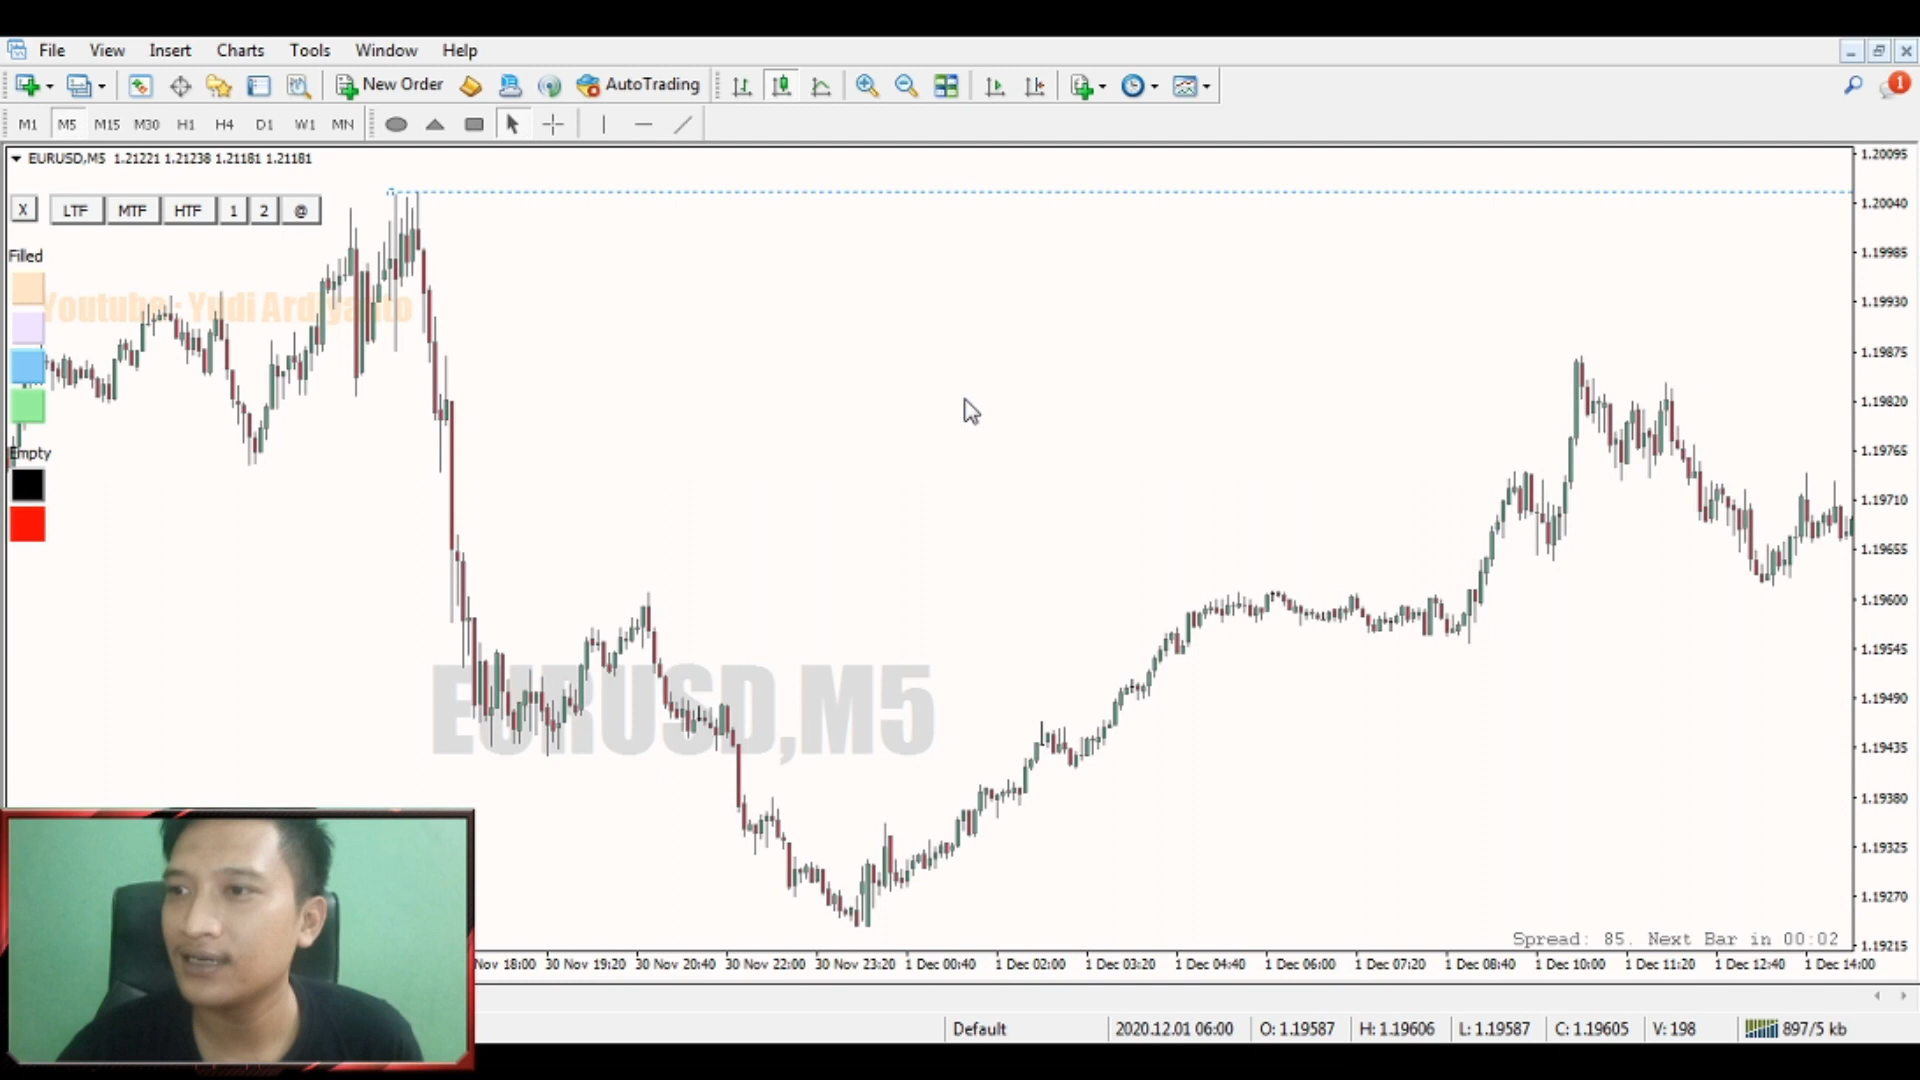 File View Insert Charts Tools Window Help
New Order AutoTrading 1
M1 M5 M15 M30 H1 H4 D1 W1 MN
EURUSD,M5 1.21221 1.21238 1.21181 1.21181
1.20095
X LTF MTF HTF 1 2 @
1.20040
Filled
1.19985
Youtube : Yudi Ardiyanto
1.19930
1.19875
1.19820
Empty
1.19765
1.19710
1.19655
1.19600
1.19545
1.19490
EURUSD,M5
1.19435
1.19380
1.19325
1.19270
Spread: 85. Next Bar in 00:02
1.19215
Nov 18:00 30 Nov 19:20 30 Nov 20:40 30 Nov 22:00 30 Nov 23:20 1 Dec 00:40 1 Dec 02:00 1 Dec 03:20 1 Dec 04:40 1 Dec 06:00 1 Dec 07:20 1 Dec 08:40 1 Dec 10:00 1 Dec 11:20 1 Dec 12:40 1 Dec 14:00
Default 2020.12.01 06:00 O: 1.19587 H: 1.19606 L: 1.19587 C: 1.19605 V: 198 897/5 kb